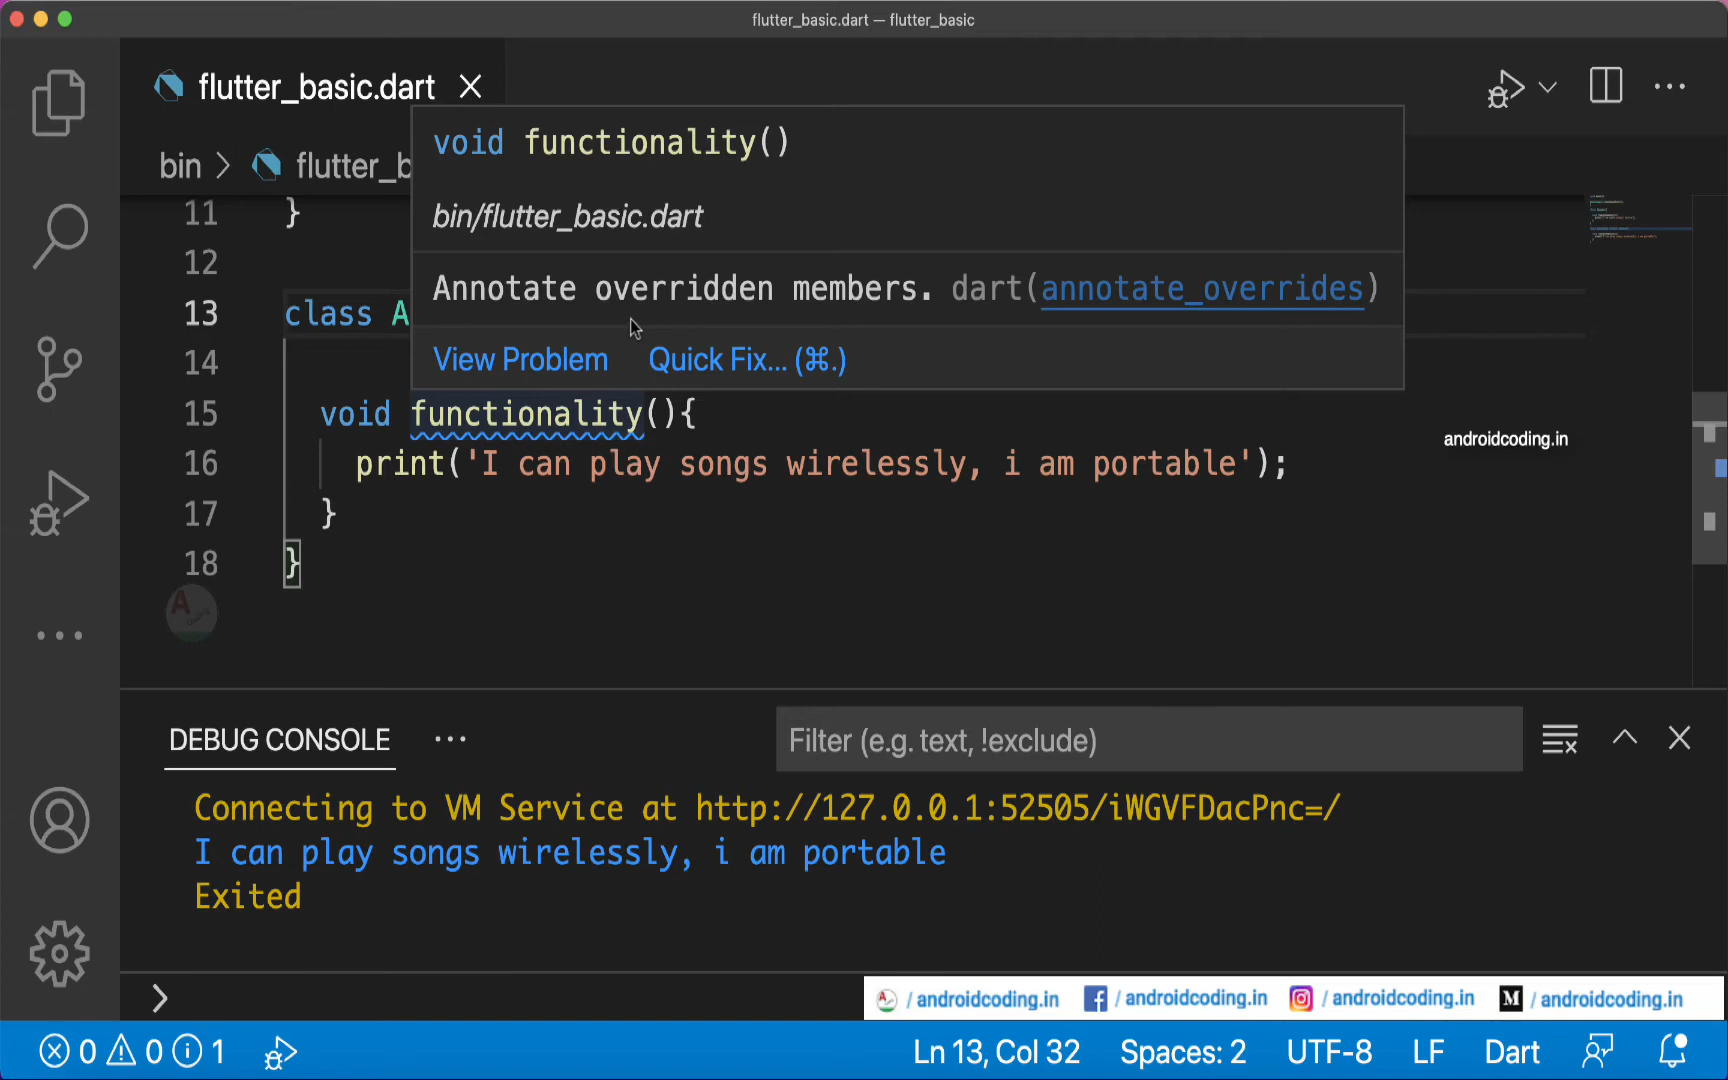 flutter_basic.dart — flutter_basic
flutter_basic.dart
void functionality()
bin > flutter_b
bin/flutter_basic.dart
11 }
12
Annotate overridden members. dart(annotate_overrides)
13 class A
View Problem Quick Fix... (⌘.)
14
15 void functionality(){
androidcoding.in
16 print('I can play songs wirelessly, i am portable');
17 }
18 }
DEBUG CONSOLE
Filter (e.g. text, !exclude)
Connecting to VM Service at http://127.0.0.1:52505/iWGVFDacPnc=/
I can play songs wirelessly, i am portable
Exited
/ androidcoding.in / androidcoding.in / androidcoding.in M / androidcoding.in
0 0 1 Ln 13, Col 32 Spaces: 2 UTF-8 LF Dart